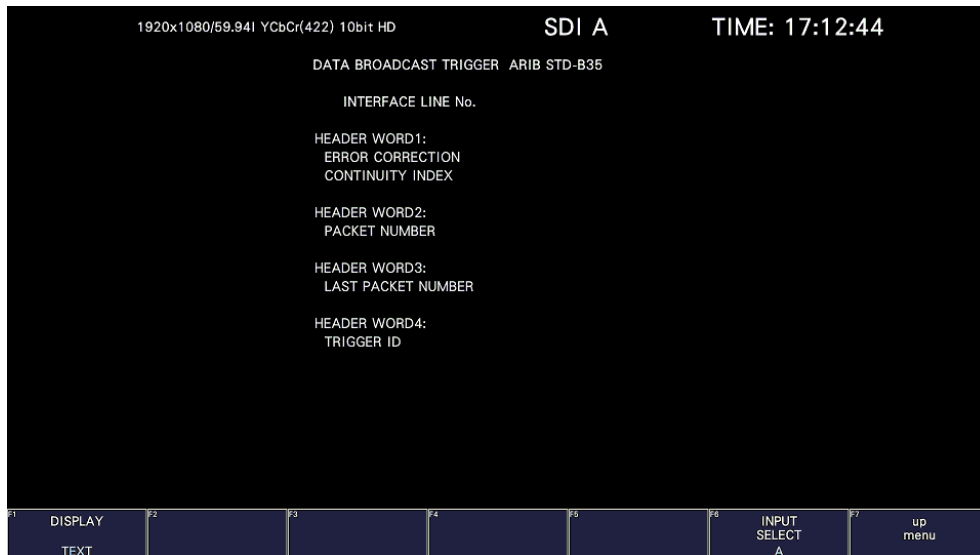 1920x1080/59.94I YCbCr(422) 10bit HD SDI A TIME: 17:12:44
DATA BROADCAST TRIGGER ARIB STD-B35
INTERFACE LINE No.
HEADER WORD1:
ERROR CORRECTION
CONTINUITY INDEX
HEADER WORD2:
PACKET NUMBER
HEADER WORD3:
LAST PACKET NUMBER
HEADER WORD4:
TRIGGER ID
F1 DISPLAY TEXT
F2
F3
F4
F5
F6 INPUT SELECT A
F7 up menu